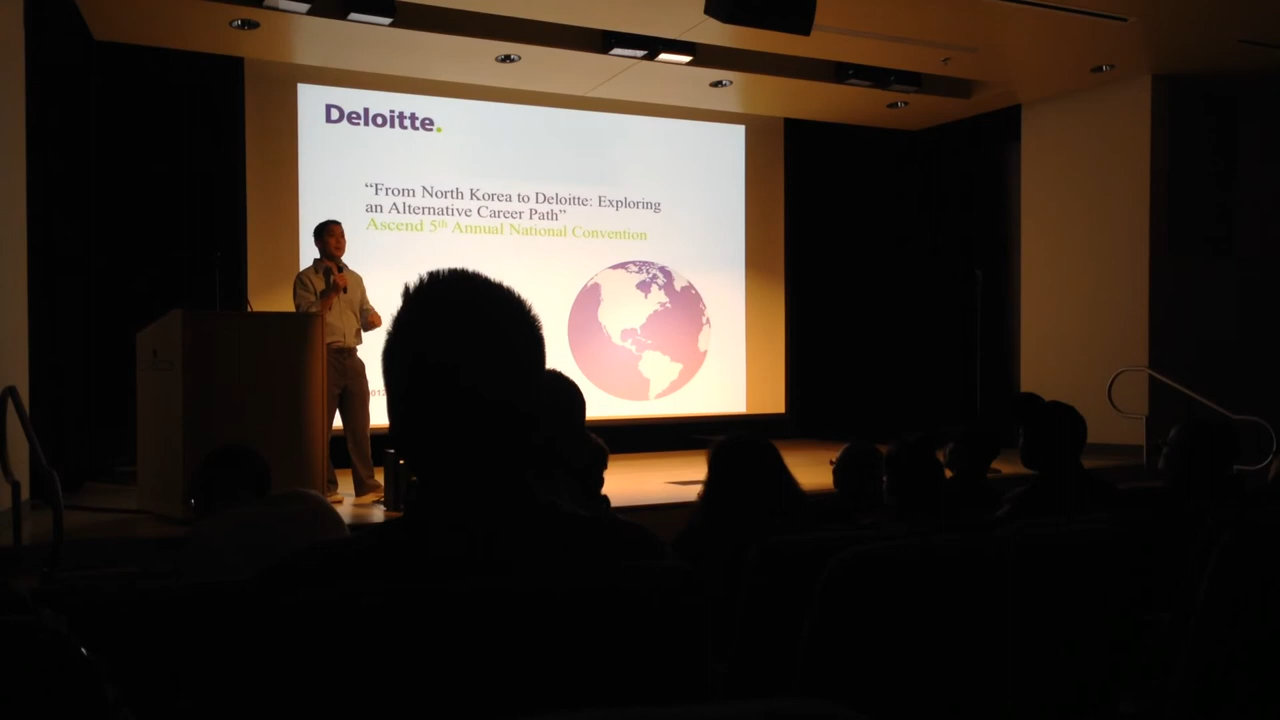 Deloitte.
“From North Korea to Deloitte: Exploring
an Alternative Career Path”
Ascend 5th Annual National Convention